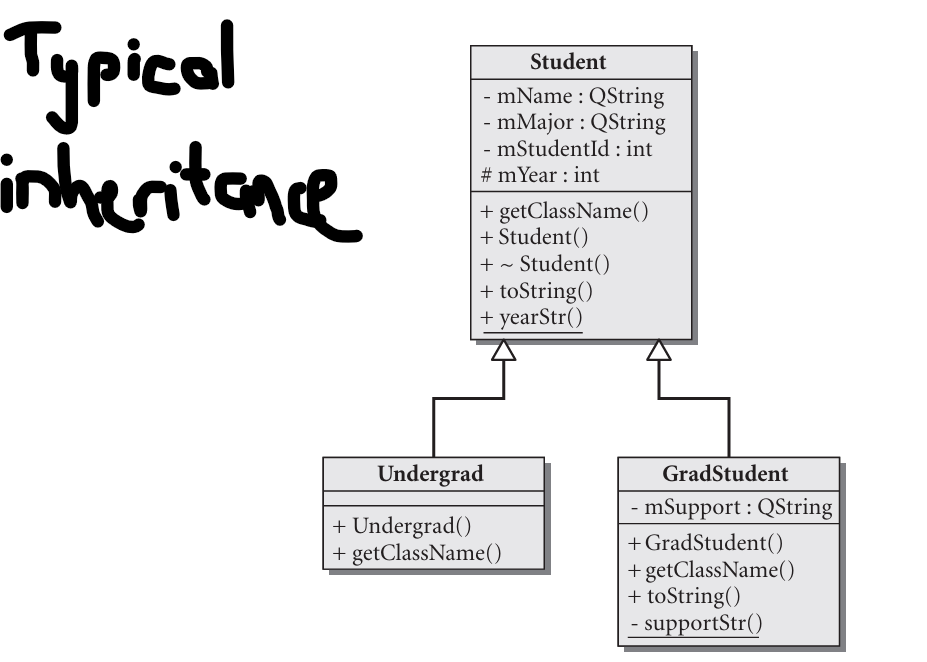 Typical
inheritance
Student
- mName : QString
- mMajor : QString
- mStudentId : int
# mYear : int
+ getClassName()
+ Student()
+ ~ Student()
+ toString()
+ yearStr()
Undergrad
+ Undergrad()
+ getClassName()
GradStudent
- mSupport : QString
+ GradStudent()
+ getClassName()
+ toString()
- supportStr()